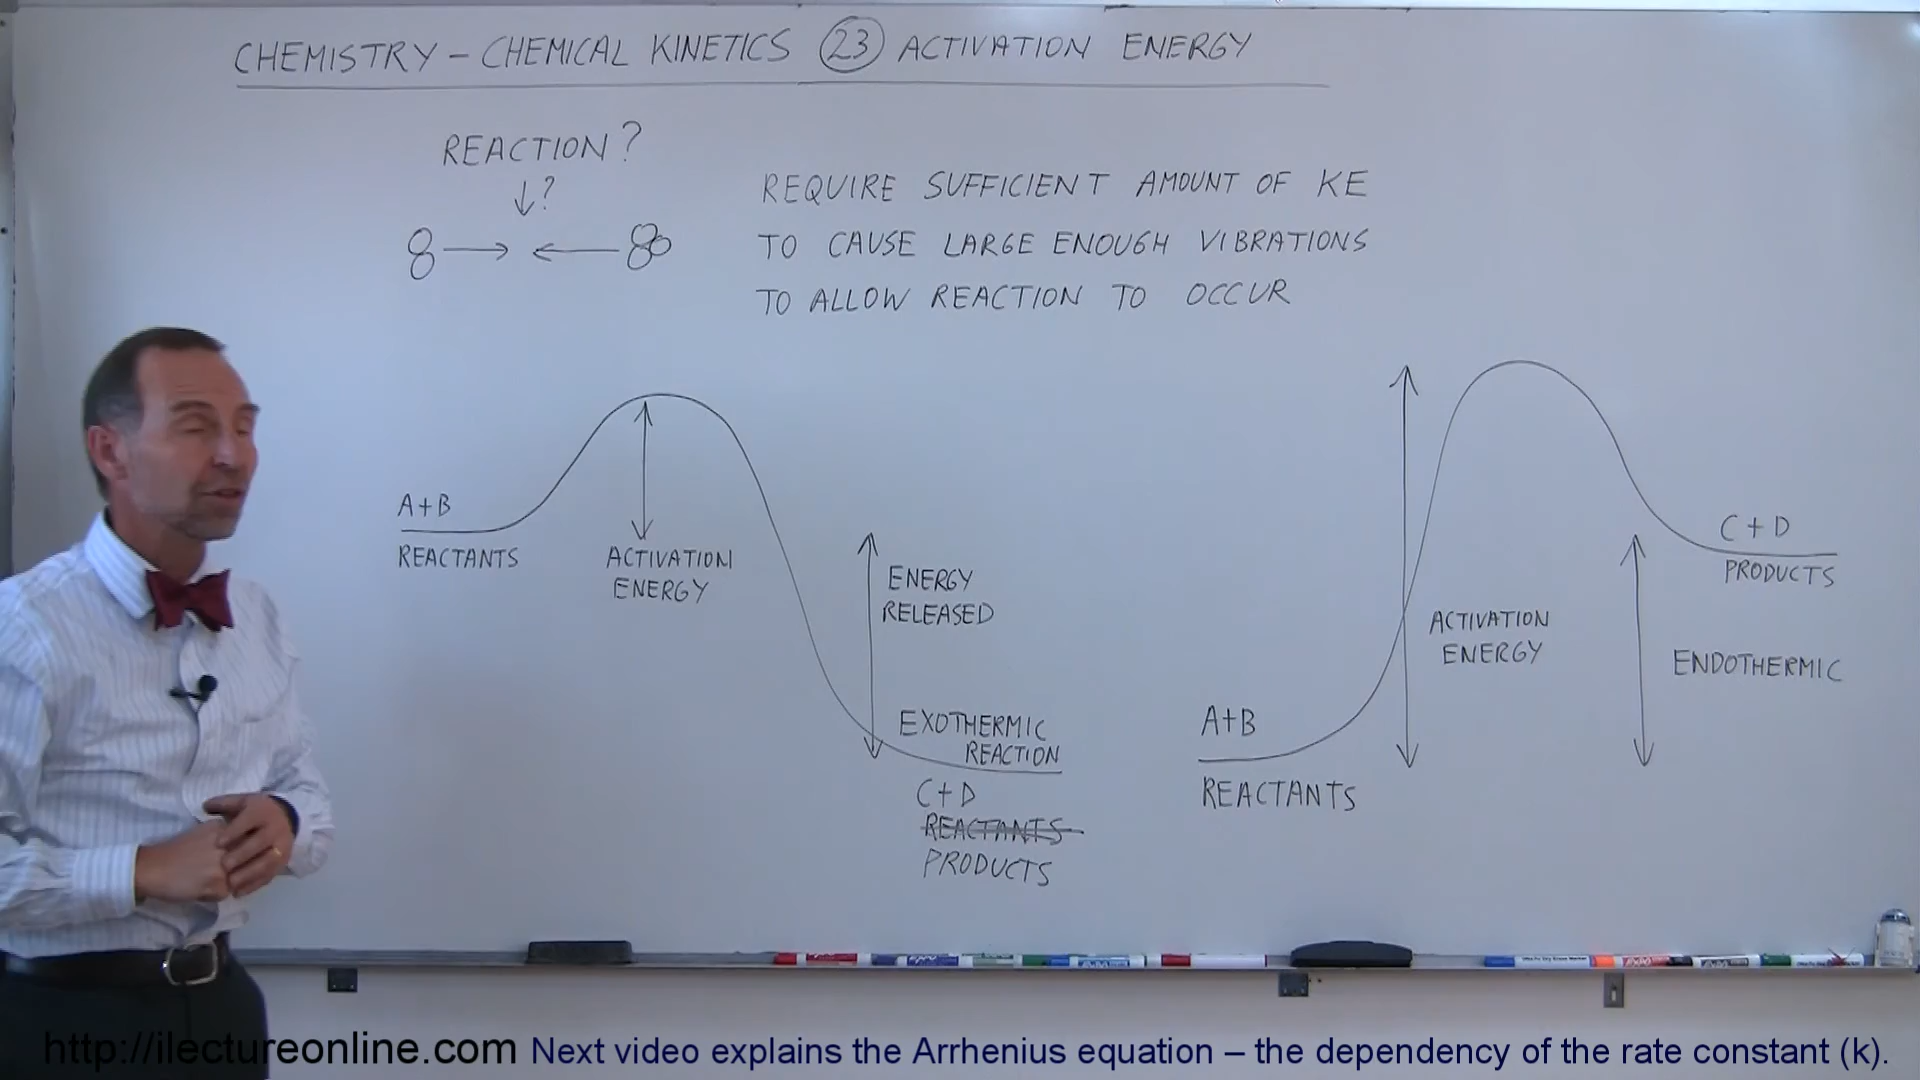 CHEMISTRY – CHEMICAL KINETICS 23 ACTIVATION ENERGY
REACTION?
?
REQUIRE SUFFICIENT AMOUNT OF KE
TO CAUSE LARGE ENOUGH VIBRATIONS
TO ALLOW REACTION TO OCCUR
A+B
REACTANTS
ACTIVATION
ENERGY
ENERGY
RELEASED
EXOTHERMIC
REACTION
C+D
REACTANTS
PRODUCTS
A+B
REACTANTS
ACTIVATION
ENERGY
C+D
PRODUCTS
ENDOTHERMIC
http://ilectureonline.com Next video explains the Arrhenius equation – the dependency of the rate constant (k).